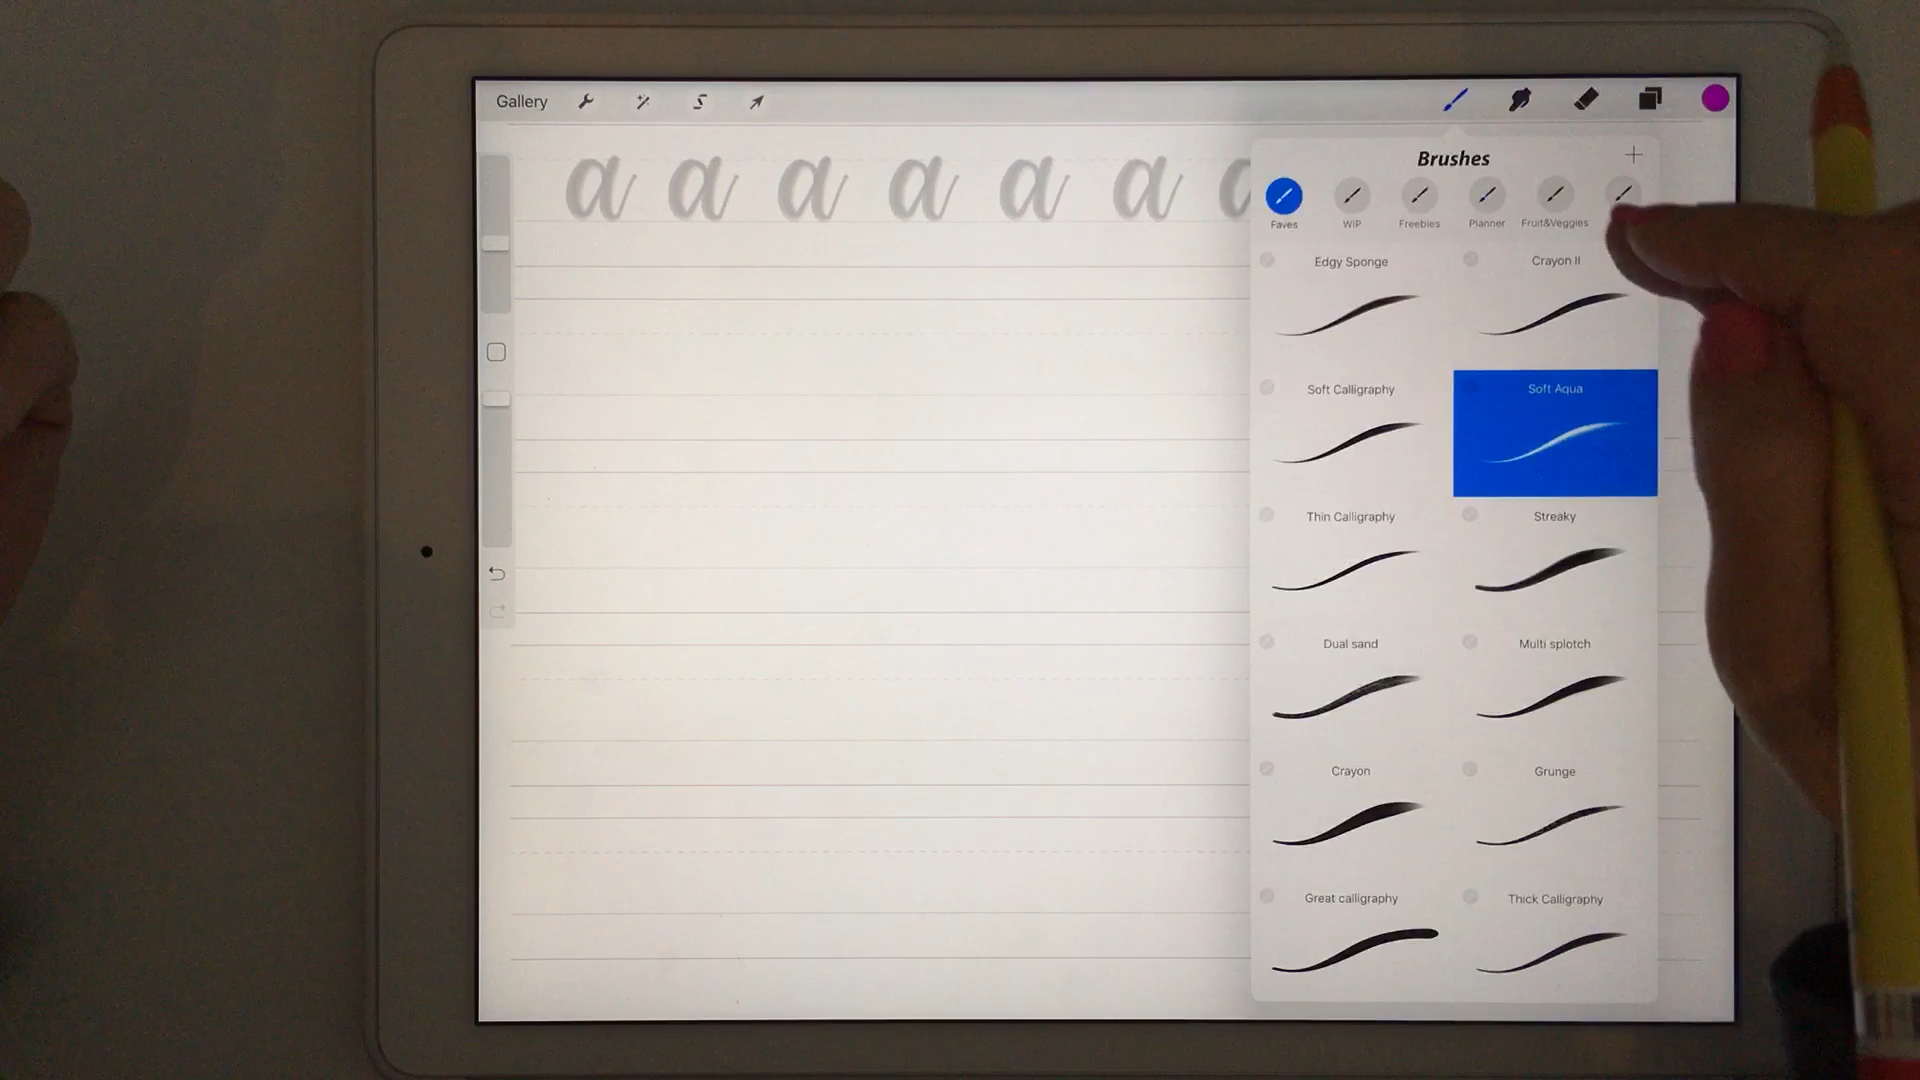 Gallery
a a a a a a a
Brushes
Faves WIP Freebies Planner Fruit&Veggies
Edgy Sponge Crayon II
Soft Calligraphy Soft Aqua
Thin Calligraphy Streaky
Dual sand Multi splotch
Crayon Grunge
Great calligraphy Thick Calligraphy